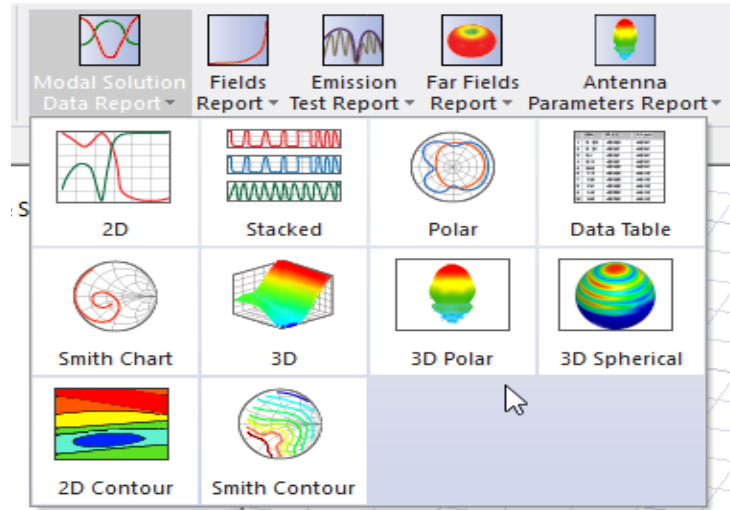 Modal Solution
Data Report
Fields
Report
Emission
Test Report
Far Fields
Report
Antenna
Parameters Report
S
2D
Stacked
Polar
Data Table
Smith Chart
3D
3D Polar
3D Spherical
2D Contour
Smith Contour